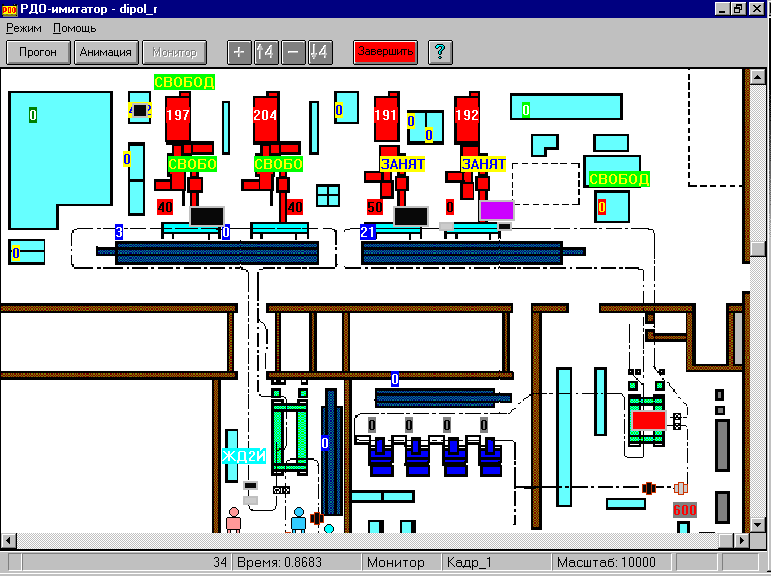 РДО-имитатор - dipol_r
Режим Помощь
Прогон Анимация Монитор + ↑4 − ↓4 Завершить ?
СВОБОД
0 0 0
197 204 191 192
0 0
0 СВОБО СВОБО ЗАНЯТ ЗАНЯТ
СВОБОД
40 40 50 0 0
3 0 21
0
0
0 0 0 0
0
ЖД2И
600
34 Время: 0.8683 Монитор Кадр_1 Масштаб: 10000